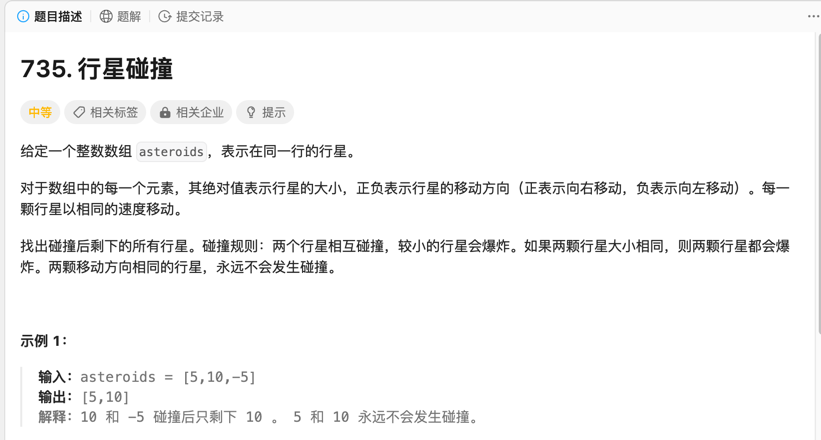 题目描述 题解 提交记录
735. 行星碰撞
中等 相关标签 相关企业 提示
给定一个整数数组 asteroids，表示在同一行的行星。
对于数组中的每一个元素，其绝对值表示行星的大小，正负表示行星的移动方向（正表示向右移动，负表示向左移动）。每一
颗行星以相同的速度移动。
找出碰撞后剩下的所有行星。碰撞规则：两个行星相互碰撞，较小的行星会爆炸。如果两颗行星大小相同，则两颗行星都会爆
炸。两颗移动方向相同的行星，永远不会发生碰撞。
示例 1：
输入：asteroids = [5,10,-5]
输出：[5,10]
解释：10 和 -5 碰撞后只剩下 10 。 5 和 10 永远不会发生碰撞。